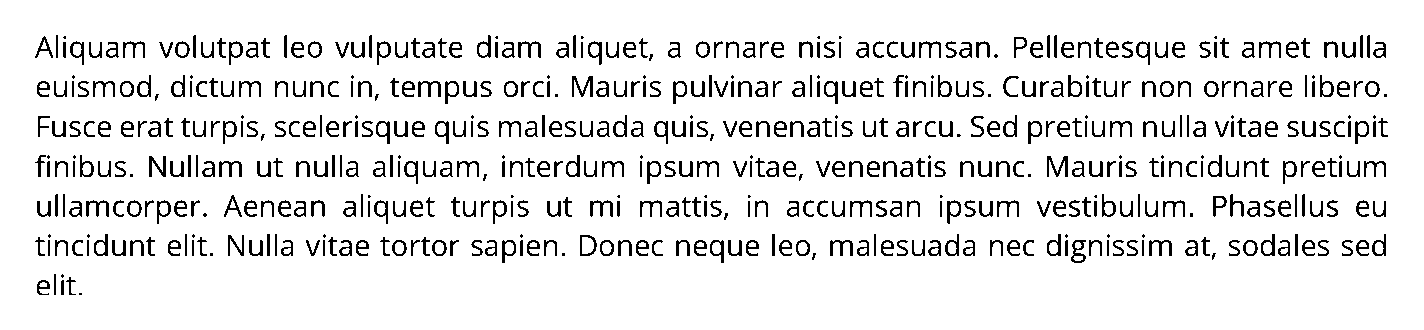 Aliquam volutpat leo vulputate diam aliquet, a ornare nisi accumsan. Pellentesque sit amet nulla
euismod, dictum nunc in, tempus orci. Mauris pulvinar aliquet finibus. Curabitur non ornare libero.
Fusce erat turpis, scelerisque quis malesuada quis, venenatis ut arcu. Sed pretium nulla vitae suscipit
finibus. Nullam ut nulla aliquam, interdum ipsum vitae, venenatis nunc. Mauris tincidunt pretium
ullamcorper. Aenean aliquet turpis ut mi mattis, in accumsan ipsum vestibulum. Phasellus eu
tincidunt elit. Nulla vitae tortor sapien. Donec neque leo, malesuada nec dignissim at, sodales sed
elit.